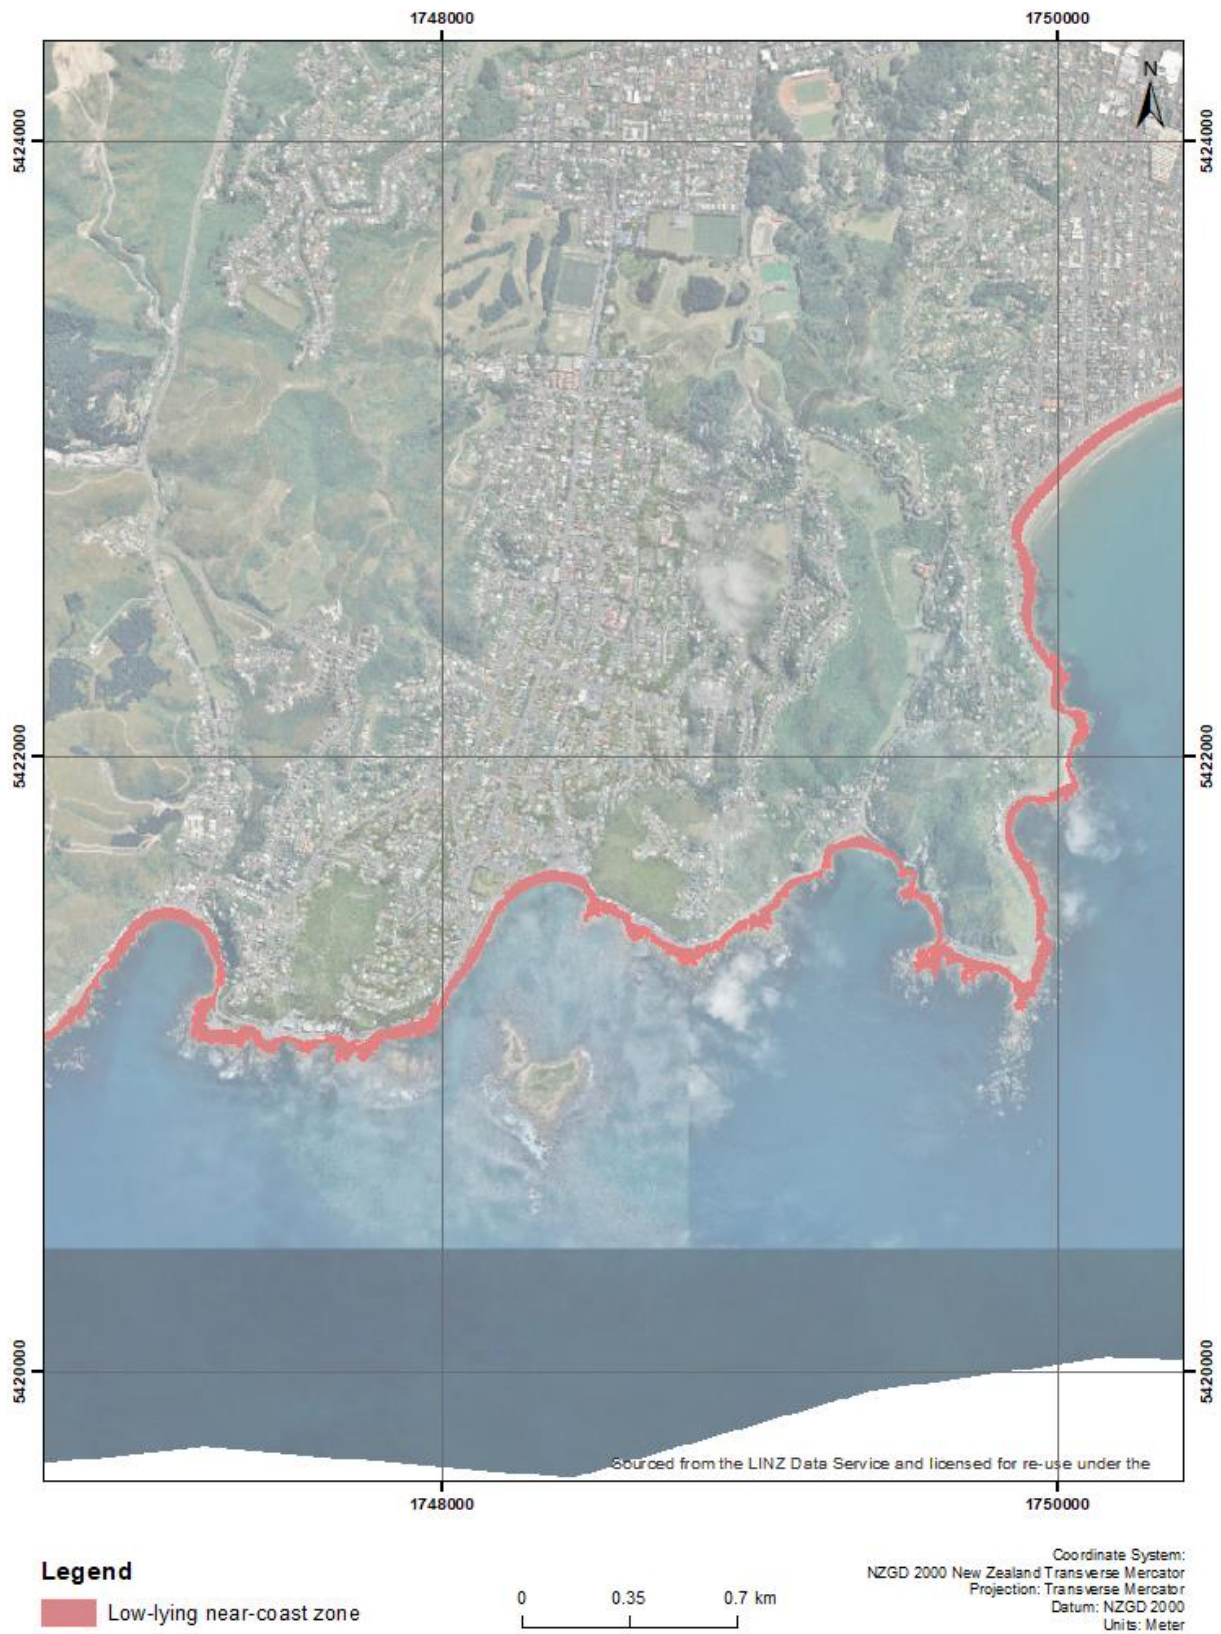 1748000
1750000
N
5424000
5424000
5422000
5422000
5420000
5420000
Sourced from the LINZ Data Service and licensed for re-use under the
1748000
1750000
Legend
Low-lying near-coast zone
0
0.35
0.7 km
Coordinate System:
NZGD 2000 New Zealand Transverse Mercator
Projection: Transverse Mercator
Datum: NZGD 2000
Units: Meter